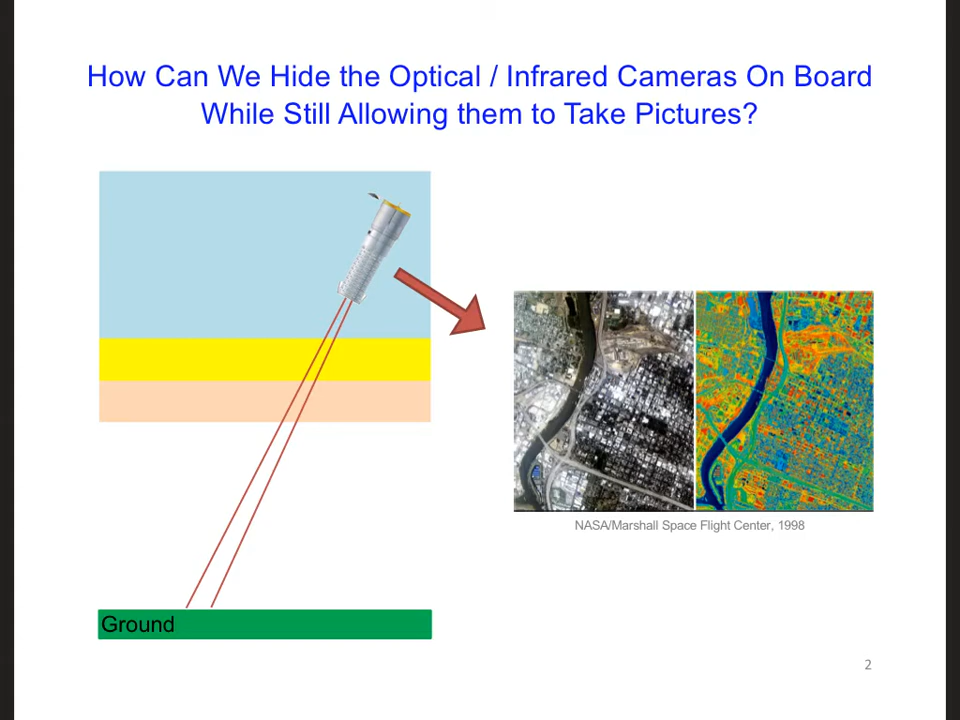 How Can We Hide the Optical / Infrared Cameras On Board
While Still Allowing them to Take Pictures?
NASA/Marshall Space Flight Center, 1998
Ground
2